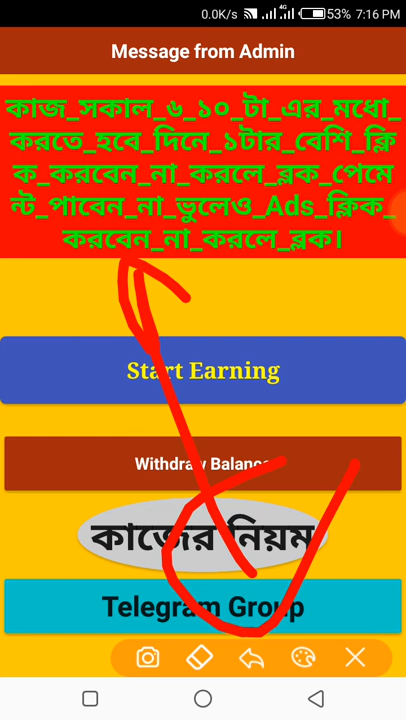 0.0K/s 4G 53% 7:16 PM
Message from Admin
কাজ_সকাল_৬_১০_টা_এর_মধো_
করতে_হবে_দিনে_১টার_বেশি_ক্লি
ক_করবেন_না_করলে_ব্লক_পেমে
ন্ট_পাবেন_না_ভুলেও_Ads_ক্লিক_
করবেন_না_করলে_ব্লক।
Start Earning
Withdraw Balance
কাজের নিয়ম
Telegram Group